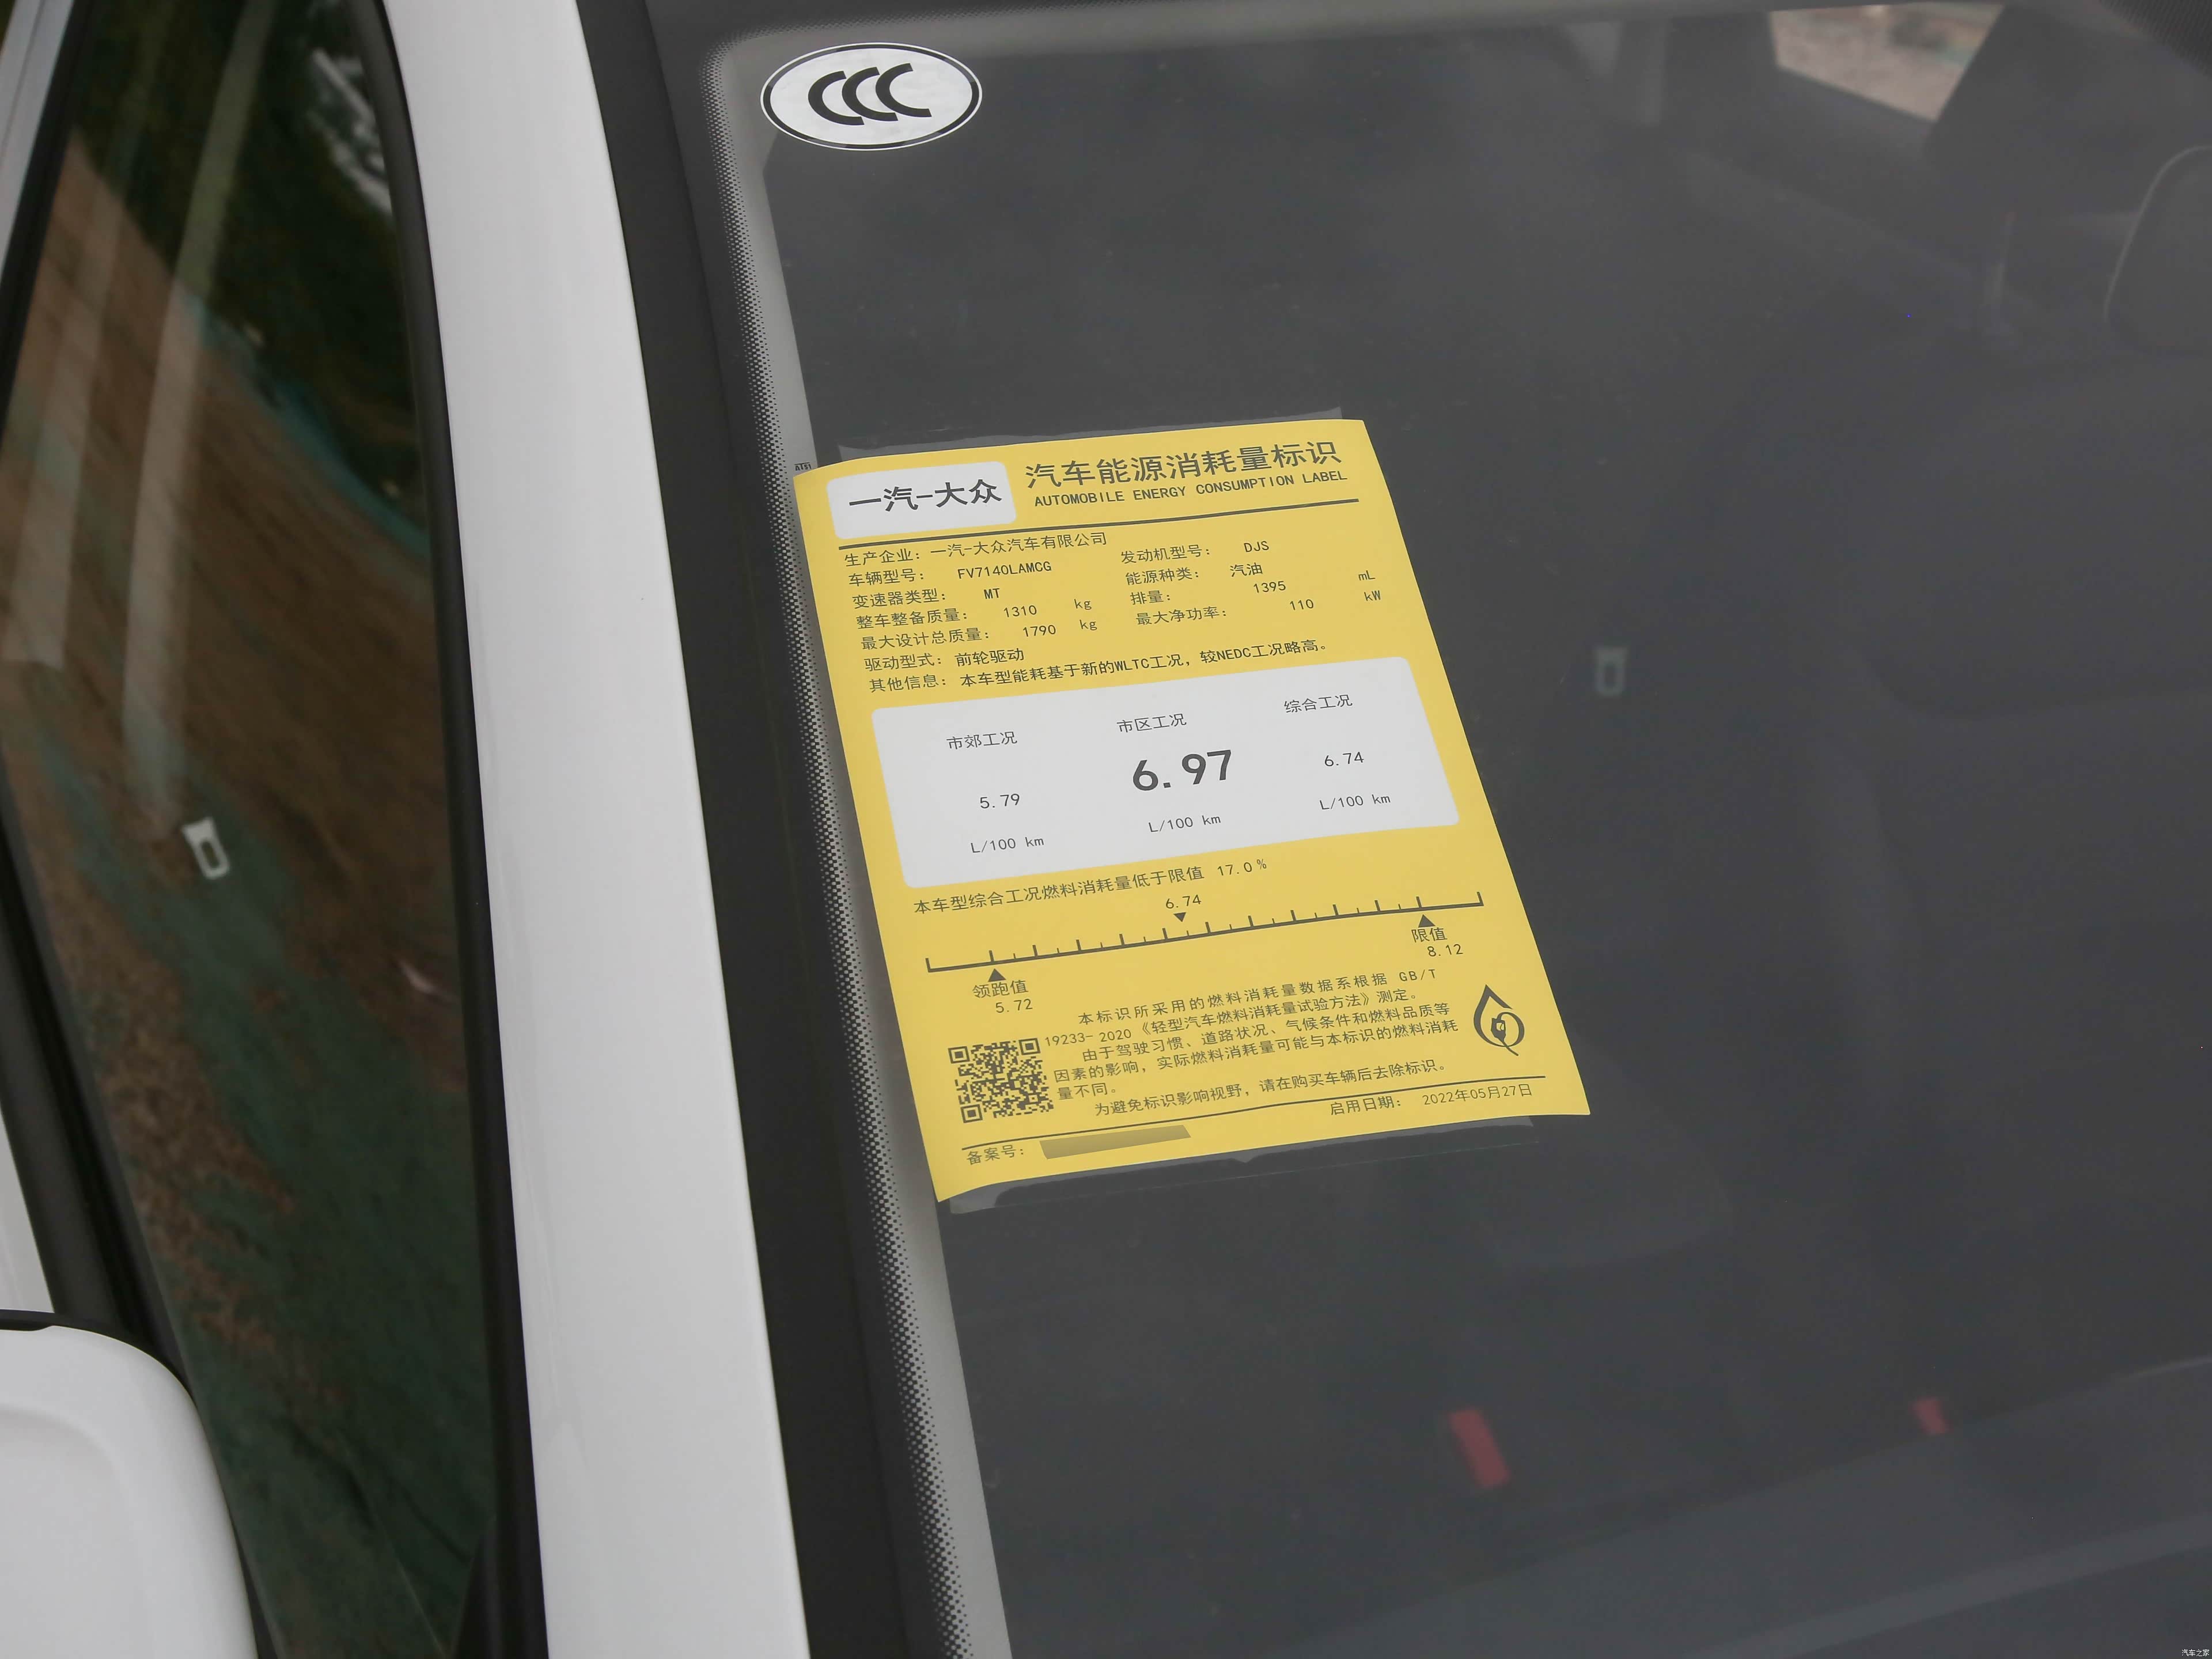 CCC
一汽-大众
汽车能源消耗量标识
AUTOMOBILE ENERGY CONSUMPTION LABEL
生产企业：一汽-大众汽车有限公司
车辆型号： FV7140LAMCG 发动机型号： DJS
变速器类型： MT 能源种类： 汽油
整车整备质量： 1310 kg 排量： 1395 mL
最大设计总质量： 1790 kg 最大净功率： 110 kW
驱动型式：前轮驱动
其他信息：本车型能耗基于新的WLTC工况，较NEDC工况略高。
市郊工况 市区工况 综合工况
5.79 6.97 6.74
L/100 km L/100 km L/100 km
本车型综合工况燃料消耗量低于限值 17.0%
6.74
领跑值 限值
5.72 8.12
本标识所采用的燃料消耗量数据系根据 GB/T
19233-2020《轻型汽车燃料消耗量试验方法》测定。
由于驾驶习惯、道路状况、气候条件和燃料品质等
因素的影响，实际燃料消耗量可能与本标识的燃料消耗
量不同。
为避免标识影响视野，请在购买车辆后去除标识。
备案号： 启用日期： 2022年05月27日
汽车之家